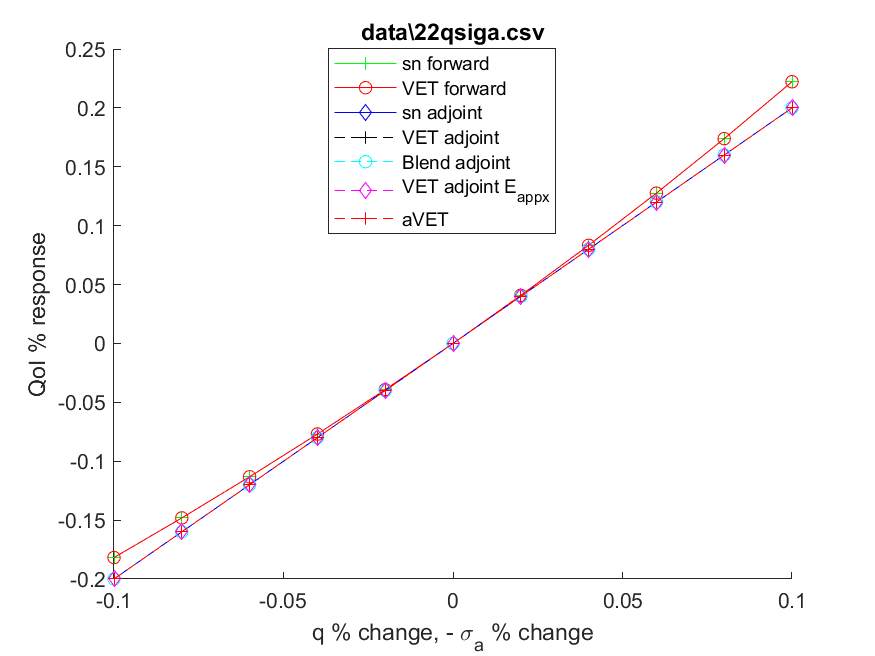 data\22qsiga.csv
sn forward
VET forward
sn adjoint
VET adjoint
Blend adjoint
VET adjoint E_appx
aVET
0.25
0.2
0.15
0.1
0.05
0
-0.05
-0.1
-0.15
-0.2
QoI % response
-0.1
-0.05
0
0.05
0.1
q % change, - σ_a % change